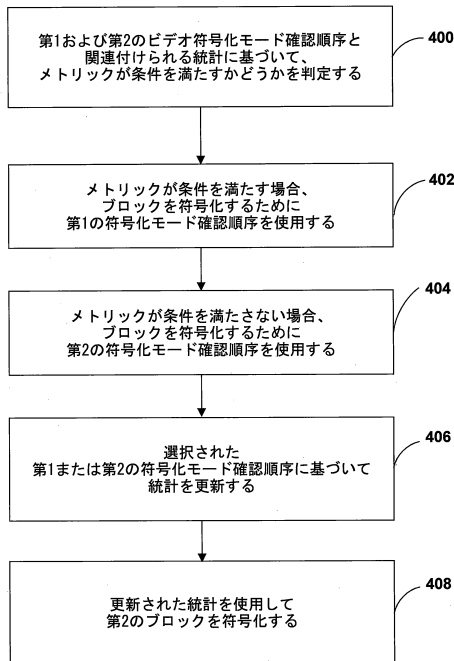 第1および第2のビデオ符号化モード確認順序と
関連付けられる統計に基づいて、
メトリックが条件を満たすかどうかを判定する
400
メトリックが条件を満たす場合、
ブロックを符号化するために
第1の符号化モード確認順序を使用する
402
メトリックが条件を満たさない場合、
ブロックを符号化するために
第2の符号化モード確認順序を使用する
404
選択された
第1または第2の符号化モード確認順序に基づいて
統計を更新する
406
更新された統計を使用して
第2のブロックを符号化する
408